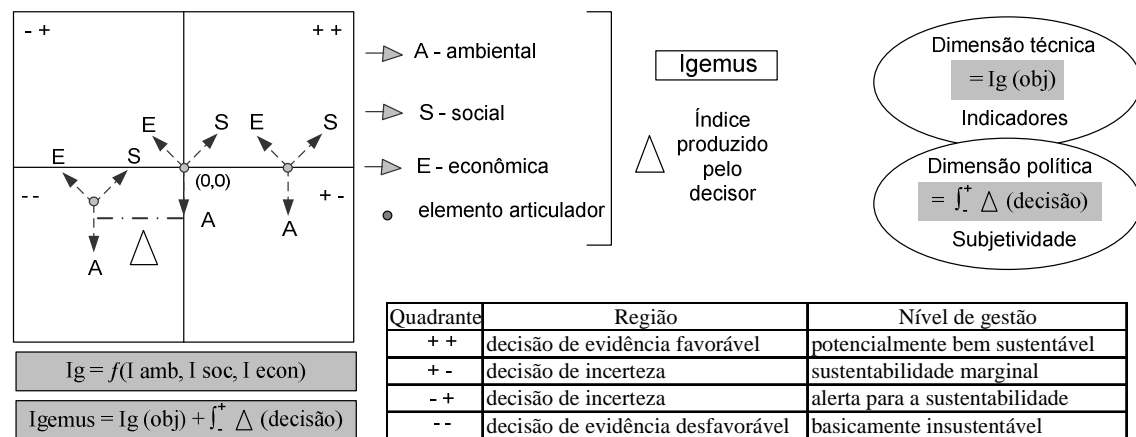 - +
+ +
E S E S
E S
(0,0)
- -
+ -
A
A
A
△
Ig = f(I amb, I soc, I econ)
Igemus = Ig (obj) + ∫₋⁺ △ (decisão)
A - ambiental
S - social
E - econômica
elemento articulador
Igemus
△
Índice
produzido
pelo
decisor
Dimensão técnica
= Ig (obj)
Indicadores
Dimensão política
= ∫₋⁺ △ (decisão)
Subjetividade
Quadrante Região Nível de gestão
+ + decisão de evidência favorável potencialmente bem sustentável
+ - decisão de incerteza sustentabilidade marginal
- + decisão de incerteza alerta para a sustentabilidade
- - decisão de evidência desfavorável basicamente insustentável